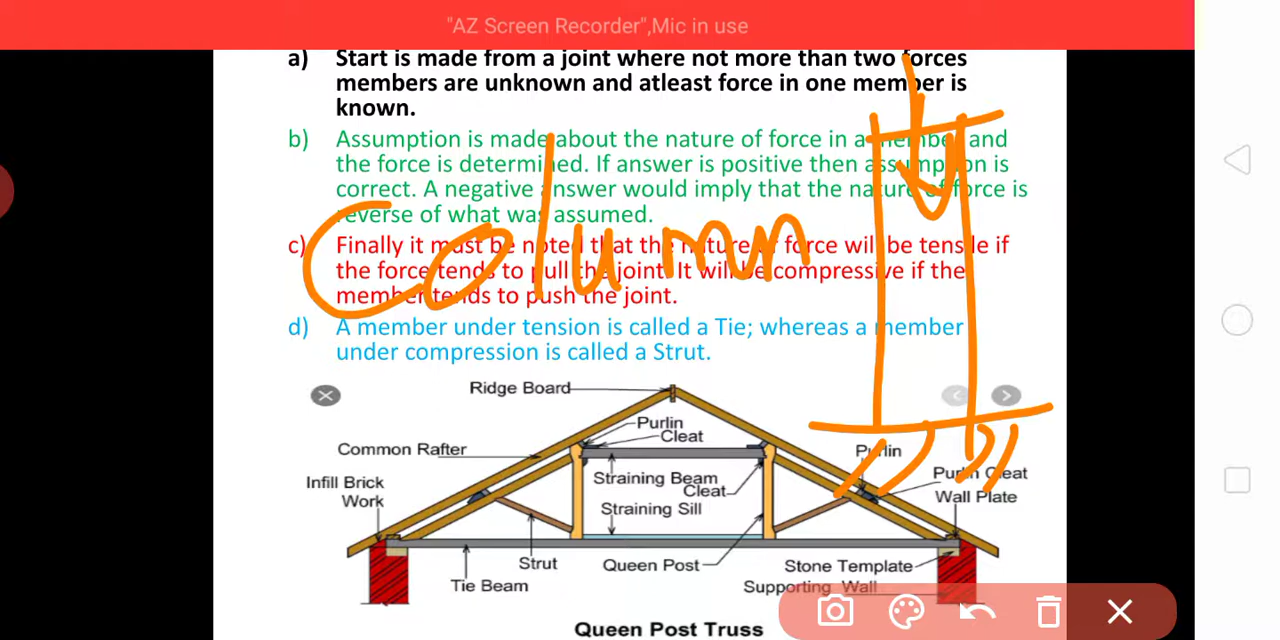 "AZ Screen Recorder",Mic in use
a) Start is made from a joint where not more than two forces
members are unknown and atleast force in one member is
known.
b) Assumption is made about the nature of force in a member and
the force is determined. If answer is positive then assumption is
correct. A negative answer would imply that the nature of force is
reverse of what was assumed.
c) Finally it must be noted that the nature of force will be tensile if
the force tends to pull the joint. It will be compressive if the
member tends to push the joint.
d) A member under tension is called a Tie; whereas a member
under compression is called a Strut.
Column
Ridge Board
Purlin
Cleat
Common Rafter
Purlin
Infill Brick
Work
Straining Beam
Cleat
Purlin Cleat
Wall Plate
Straining Sill
Strut
Queen Post
Stone Template
Tie Beam
Supporting Wall
Queen Post Truss